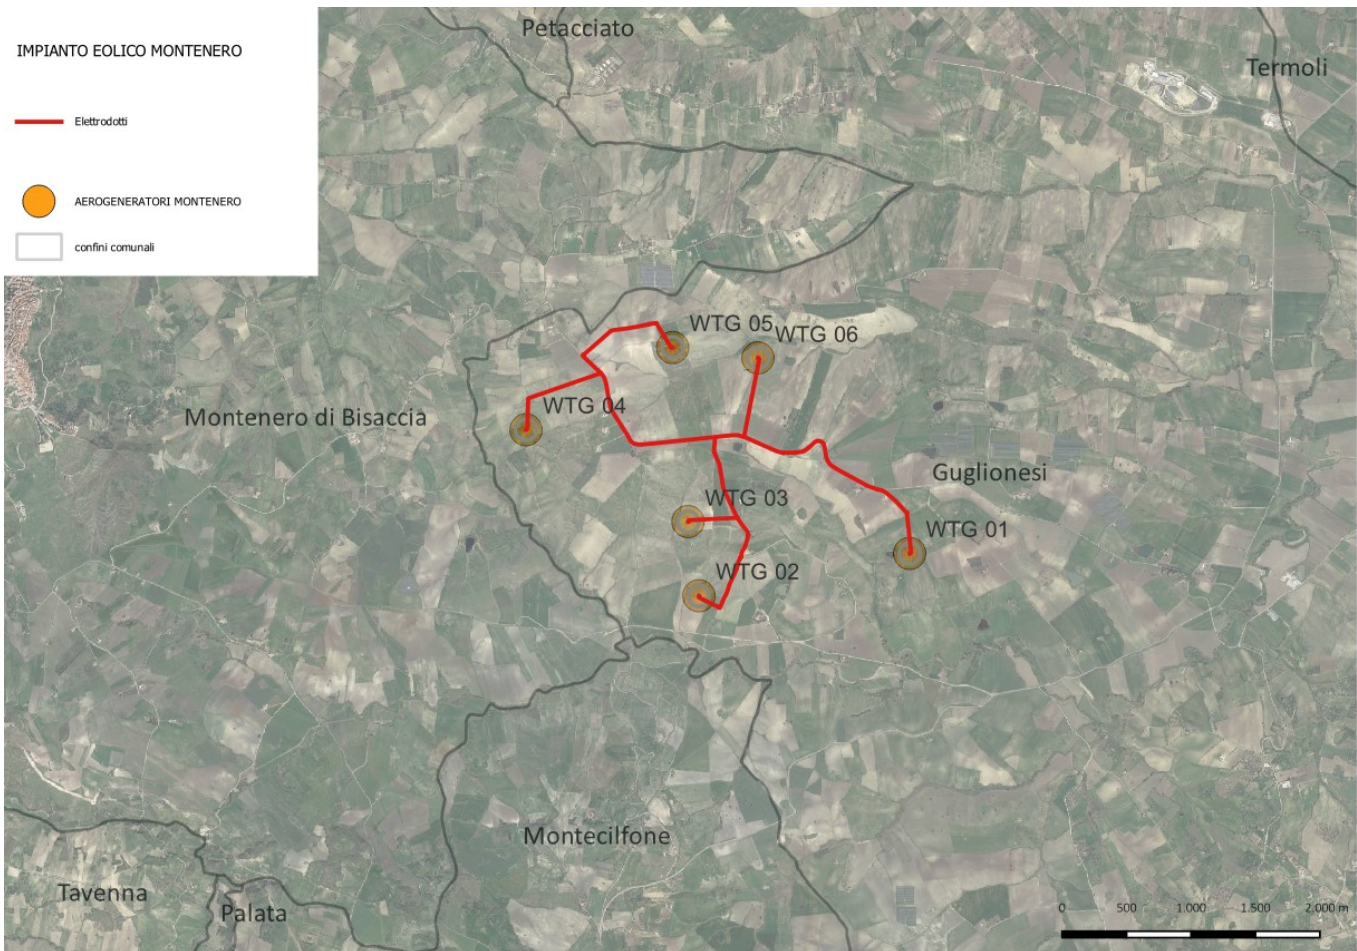 IMPIANTO EOLICO MONTENERO
Elettrodotti
AEROGENERATORI MONTENERO
confini comunali
Petacciato
Termoli
WTG 05
WTG 06
WTG 04
Montenero di Bisaccia
Guglionesi
WTG 03
WTG 01
WTG 02
Montecilfone
Tavenna
Palata
0 500 1.000 1.500 2.000 m